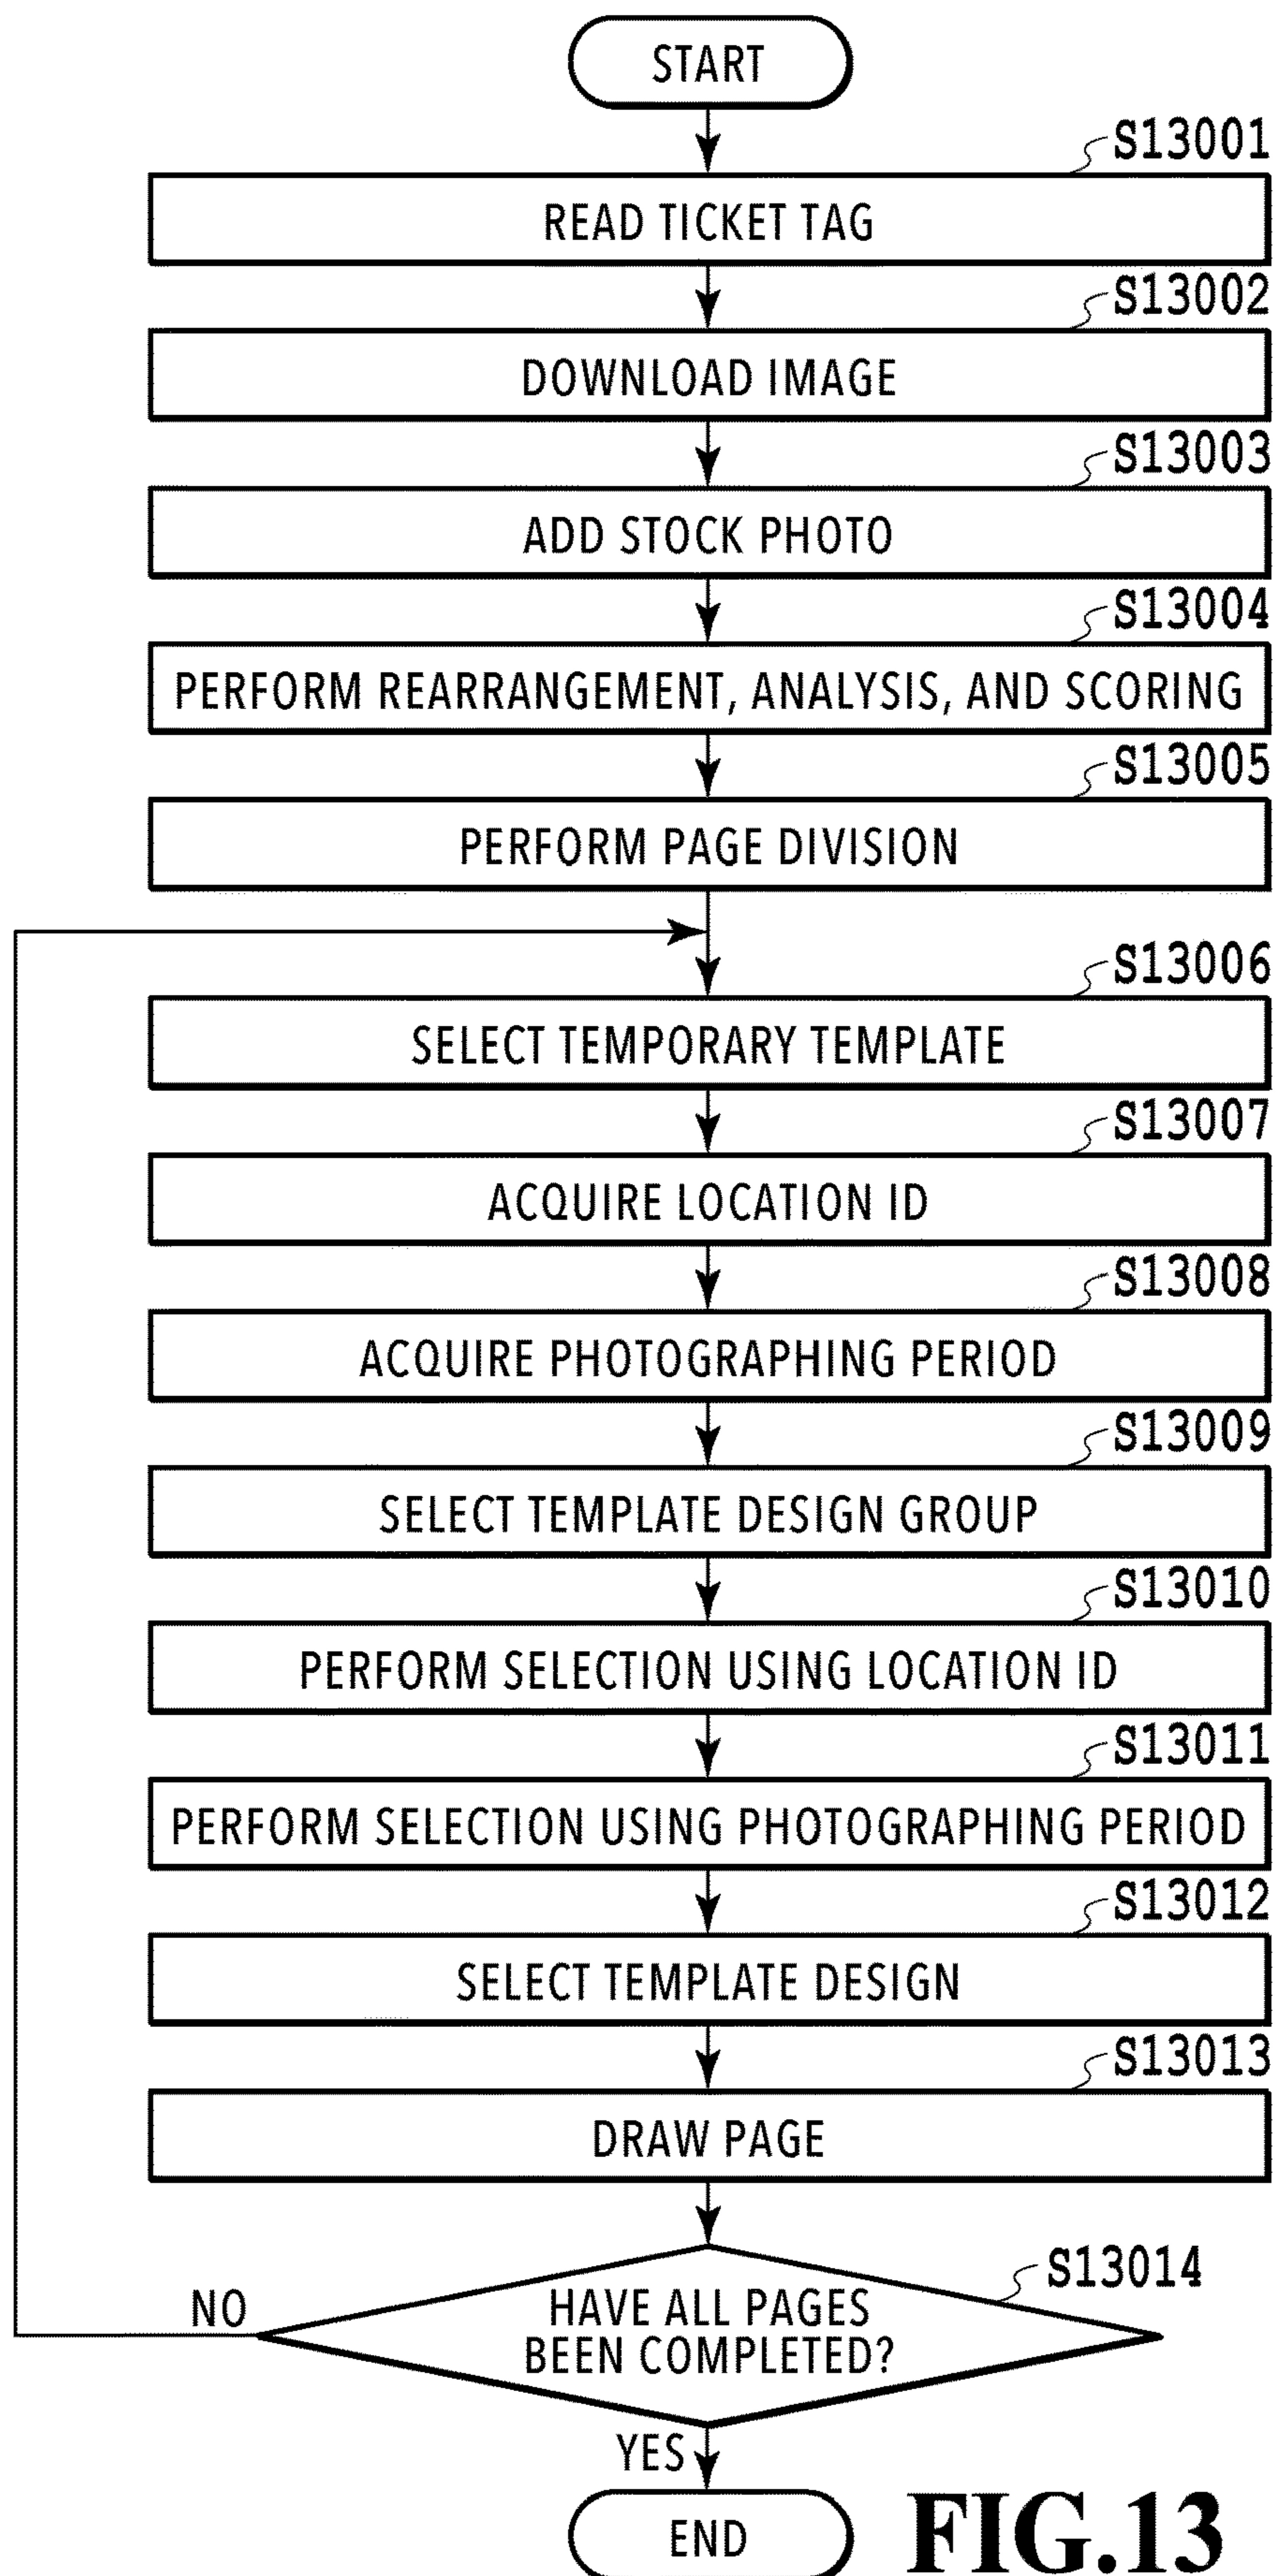 START
S13001
READ TICKET TAG
S13002
DOWNLOAD IMAGE
S13003
ADD STOCK PHOTO
S13004
PERFORM REARRANGEMENT, ANALYSIS, AND SCORING
S13005
PERFORM PAGE DIVISION
S13006
SELECT TEMPORARY TEMPLATE
S13007
ACQUIRE LOCATION ID
S13008
ACQUIRE PHOTOGRAPHING PERIOD
S13009
SELECT TEMPLATE DESIGN GROUP
S13010
PERFORM SELECTION USING LOCATION ID
S13011
PERFORM SELECTION USING PHOTOGRAPHING PERIOD
S13012
SELECT TEMPLATE DESIGN
S13013
DRAW PAGE
S13014
NO
HAVE ALL PAGES
BEEN COMPLETED?
YES
END
FIG.13